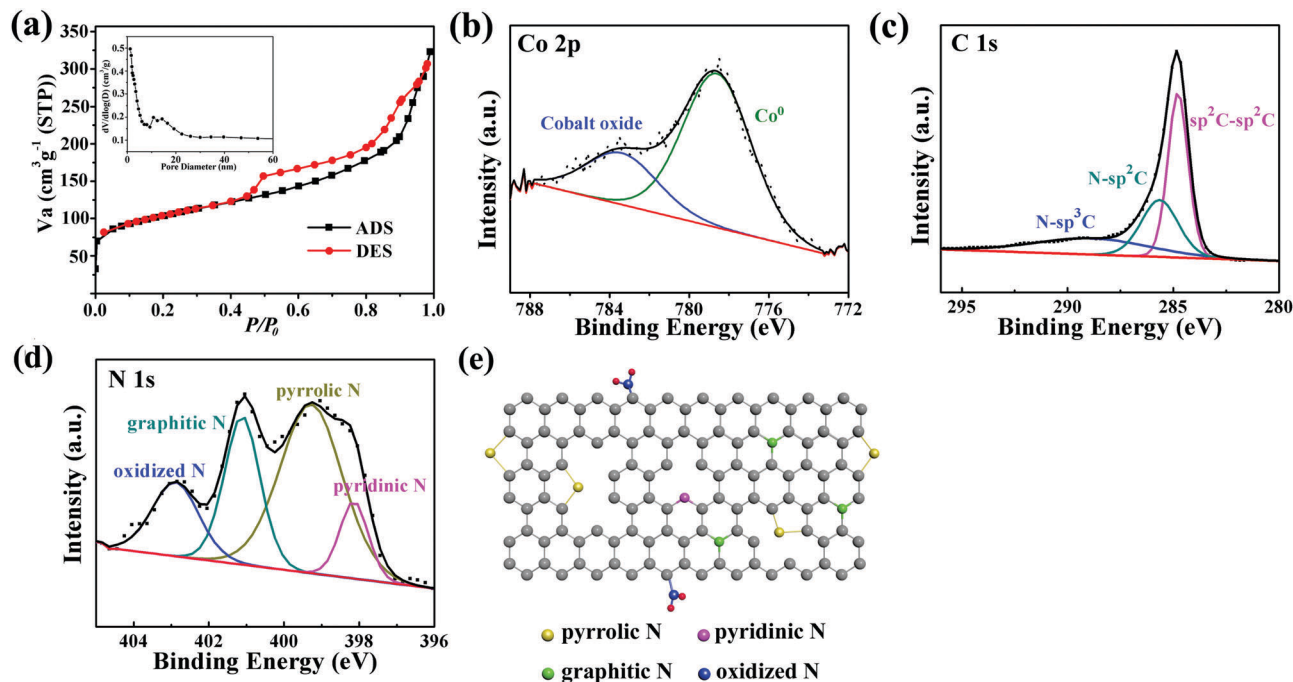 (a)
Va (cm³ g⁻¹ (STP))
350
300
250
200
150
100
50
0
0.0 0.2 0.4 0.6 0.8 1.0
P/P₀
ADS
DES
dV/dlog(D) (cm³/g)
0.5
0.4
0.3
0.2
0.1
0 20 40 60
Pore Diameter (nm)
(b)
Co 2p
Cobalt oxide
Co⁰
Intensity (a.u.)
788 784 780 776 772
Binding Energy (eV)
(c)
C 1s
sp²C-sp²C
N-sp²C
N-sp³C
Intensity (a.u.)
295 290 285 280
Binding Energy (eV)
(d)
N 1s
pyrrolic N
graphitic N
oxidized N
pyridinic N
Intensity (a.u.)
404 402 400 398 396
Binding Energy (eV)
(e)
pyrrolic N pyridinic N
graphitic N oxidized N